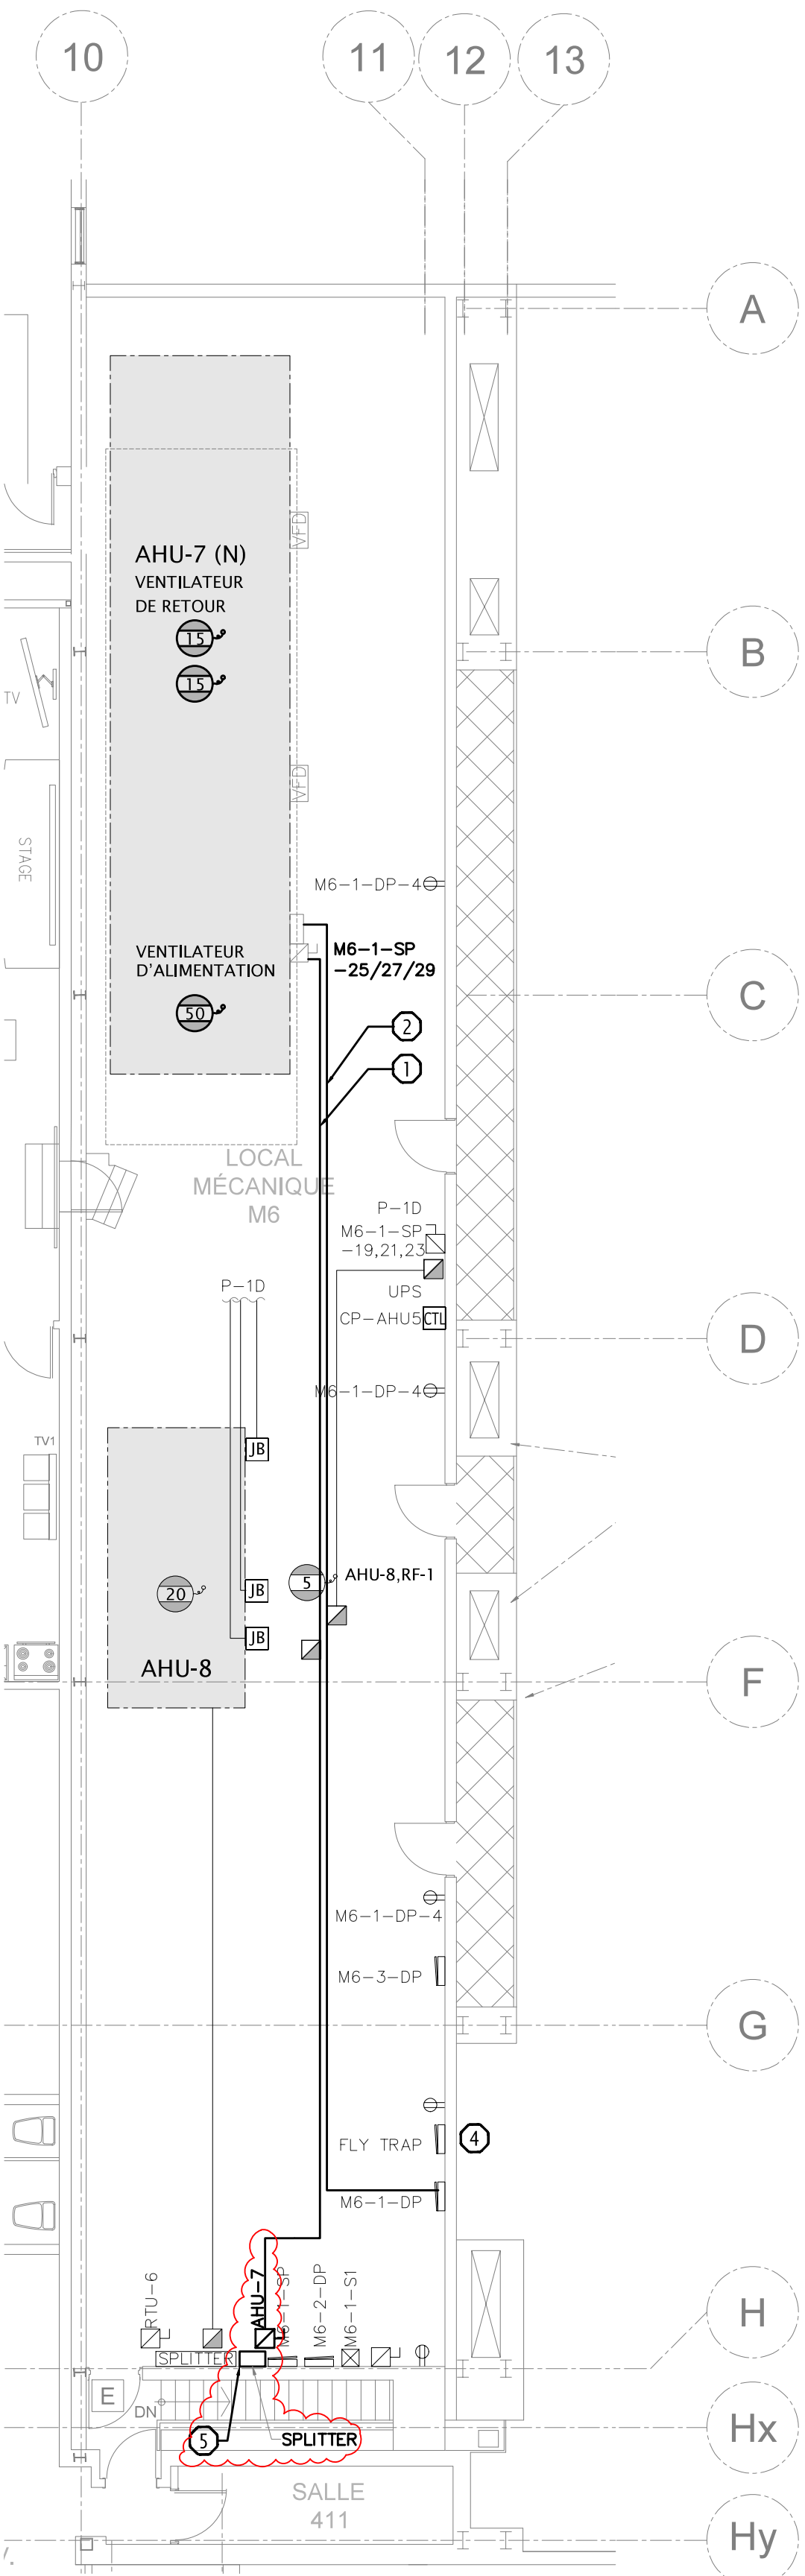 10
11
12
13
A
VFD
AHU-7 (N)
VENTILATEUR
DE RETOUR
15
15
B
TV
VFD
STAGE
M6-1-DP-4
VENTILATEUR
D'ALIMENTATION
M6-1-SP
-25/27/29
50
C
2
1
LOCAL
MÉCANIQUE
M6
P-1D
M6-1-SP
-19,21,23
UPS
P-1D
CP-AHU5
CTL
D
M6-1-DP-4
TV1
JB
5
AHU-8,RF-1
20
JB
JB
AHU-8
F
M6-1-DP-4
M6-3-DP
G
FLY TRAP
4
M6-1-DP
RTU-6
AHU-7
M6-1-SP
M6-2-DP
M6-1-S1
H
SPLITTER
E
DN
5
SPLITTER
Hx
SALLE
411
Hy